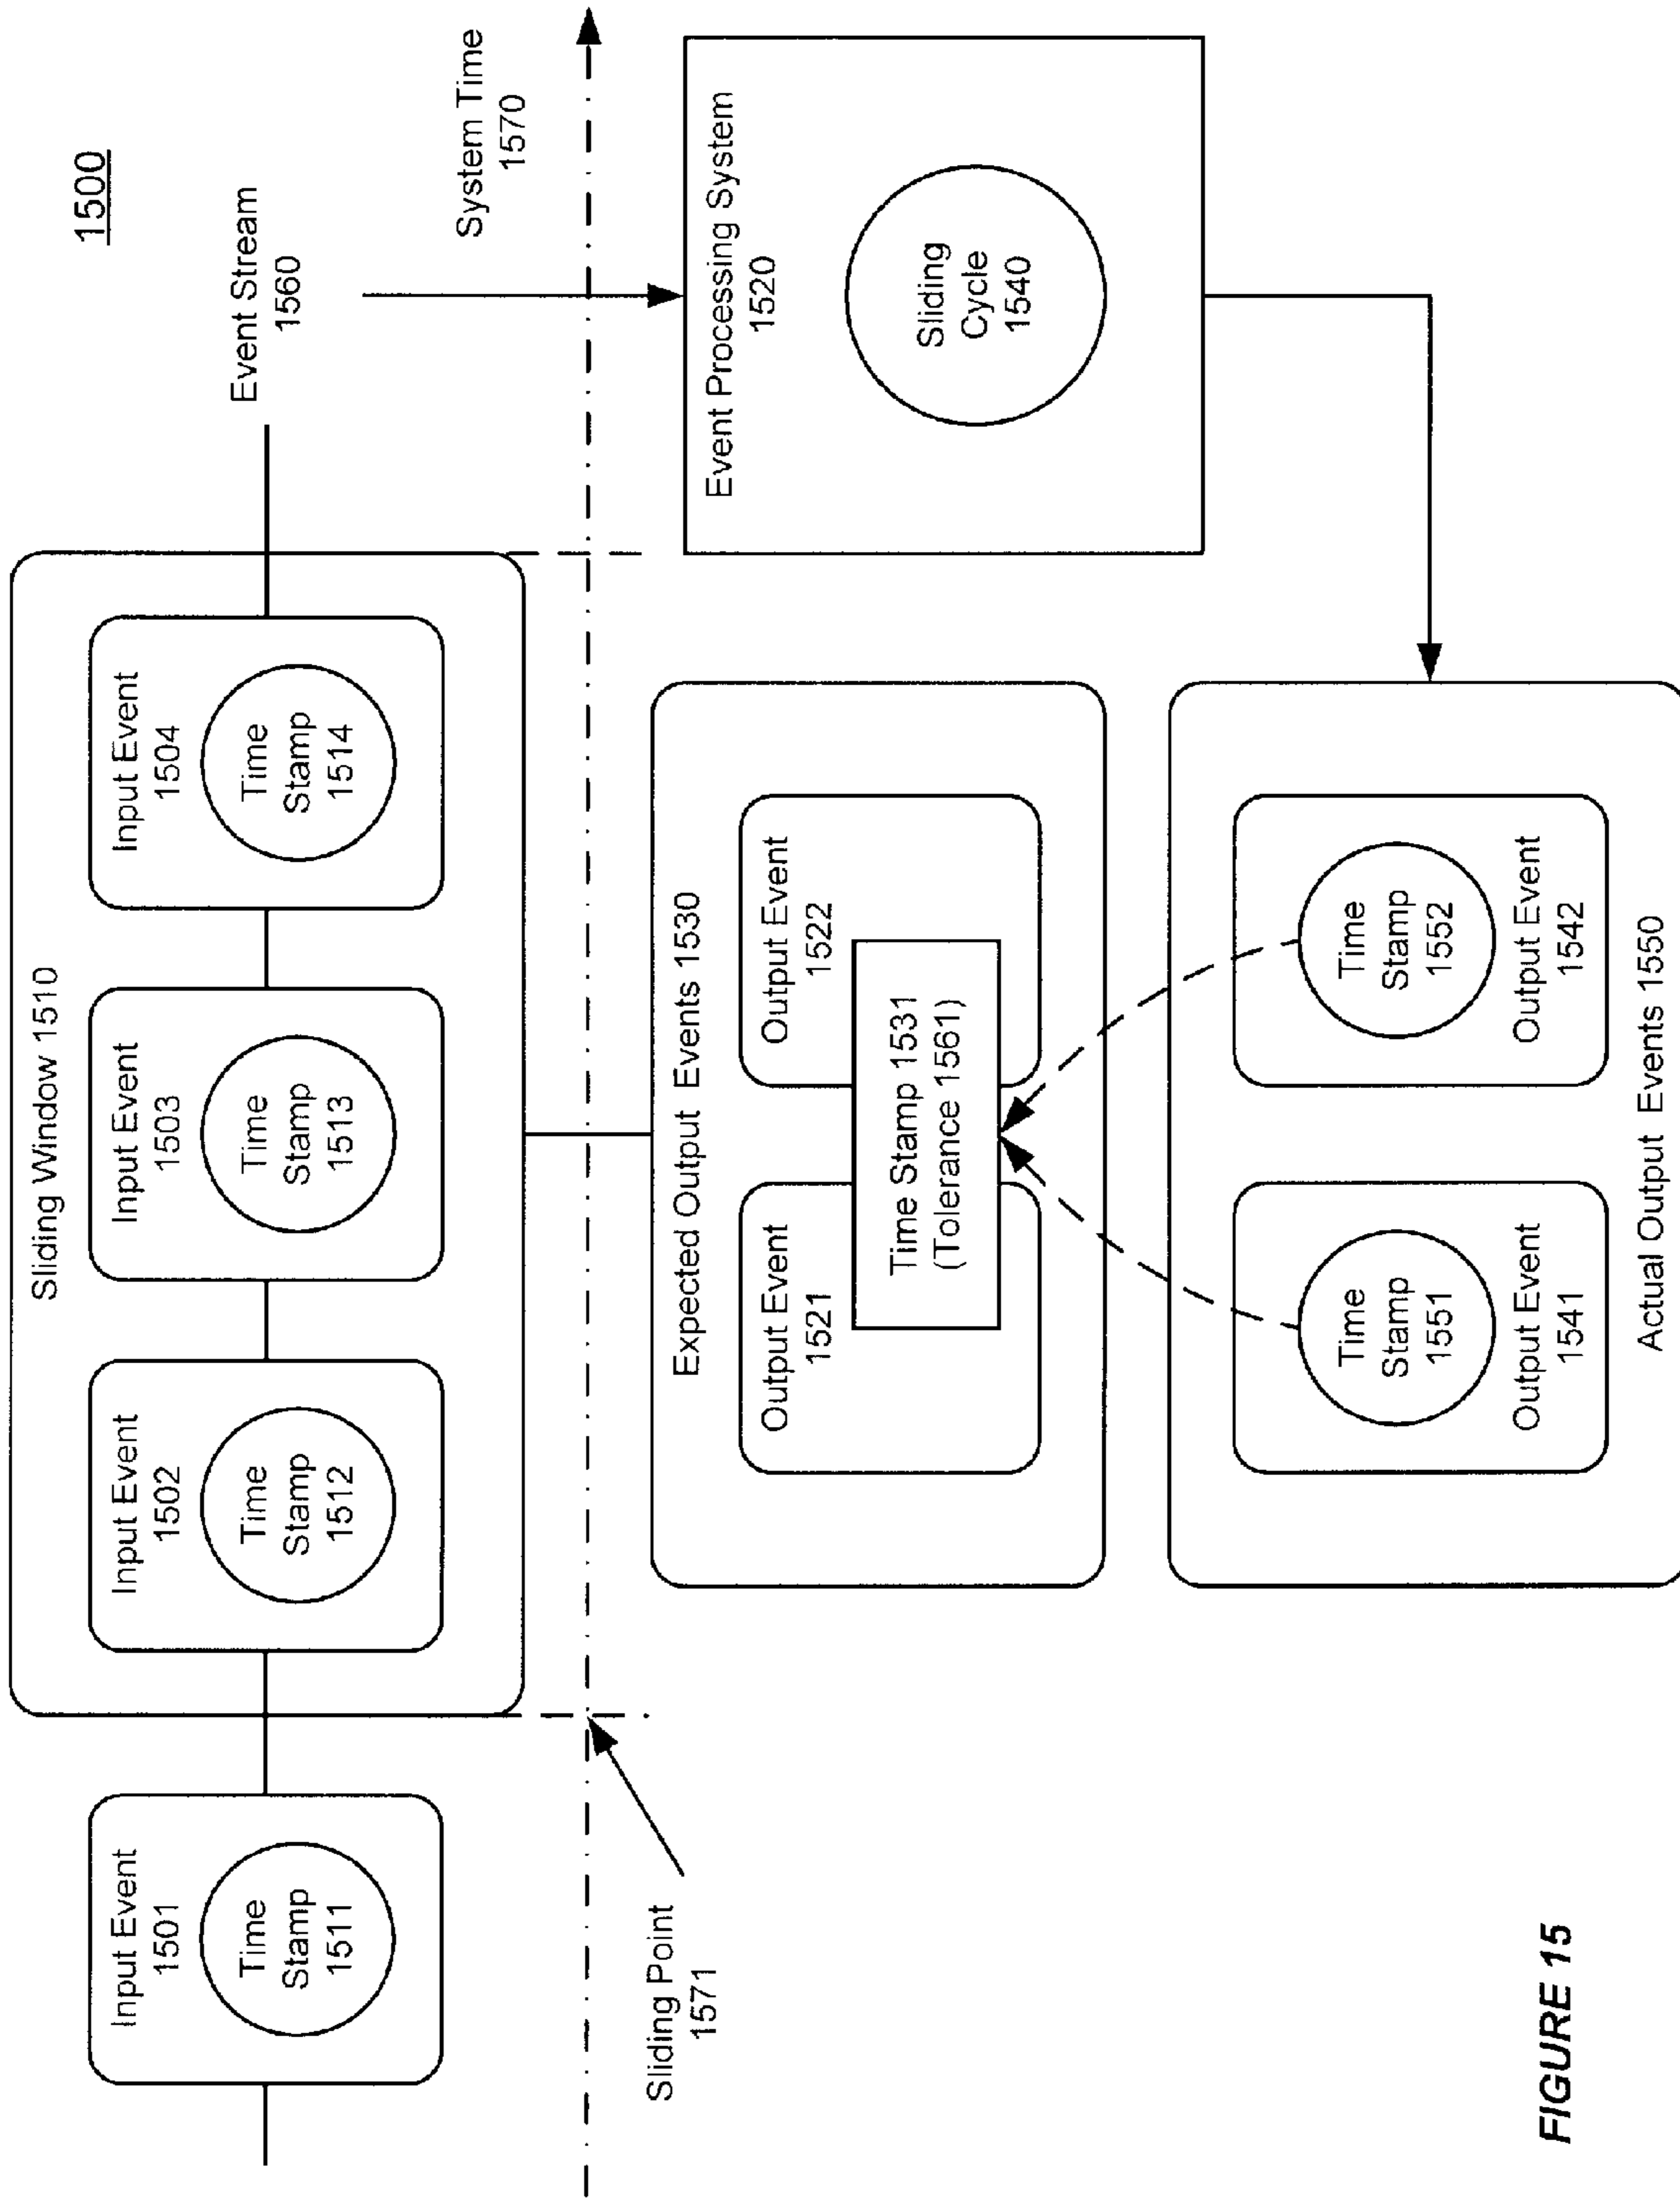 1500
Sliding Window 1510
Input Event
1501
Time
Stamp
1511
Input Event
1502
Time
Stamp
1512
Input Event
1503
Time
Stamp
1513
Input Event
1504
Time
Stamp
1514
Event Stream
1560
System Time
1570
Sliding Point
1571
Expected Output Events 1530
Output Event
1521
Output Event
1522
Time Stamp 1531
(Tolerance 1561)
Event Processing System
1520
Sliding
Cycle
1540
Time
Stamp
1551
Output Event
1541
Time
Stamp
1552
Output Event
1542
Actual Output Events 1550
FIGURE 15